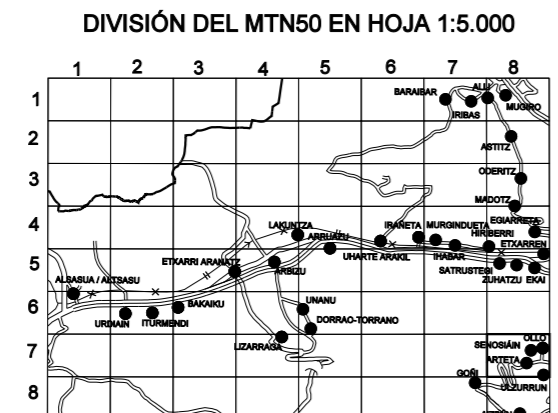 DIVISIÓN DEL MTN50 EN HOJA 1:5.000
1 2 3 4 5 6 7 8
1
BARAIBAR
ALLI
IRIBAS
MUGIRO
2
ASTITZ
3
ODERITZ
MADOTZ
4
LAKUNTZA
IRAÑETA
MURGINDUETA
EGIARRETA
HIRIBERRI
ARRUAZU
ETXARREN
5
ETXARRI ARANATZ
ARBIZU
UHARTE ARAKIL
IHABAR
SATRUSTEGI
ZUHATZU
EKAI
ALSASUA / ALTSASU
6
URDIAIN
ITURMENDI
BAKAIKU
UNANU
DORRAO-TORRANO
7
LIZARRAGA
SENOSIÁIN
OLLO
ARTETA
GOÑI
ULZURRUN
8